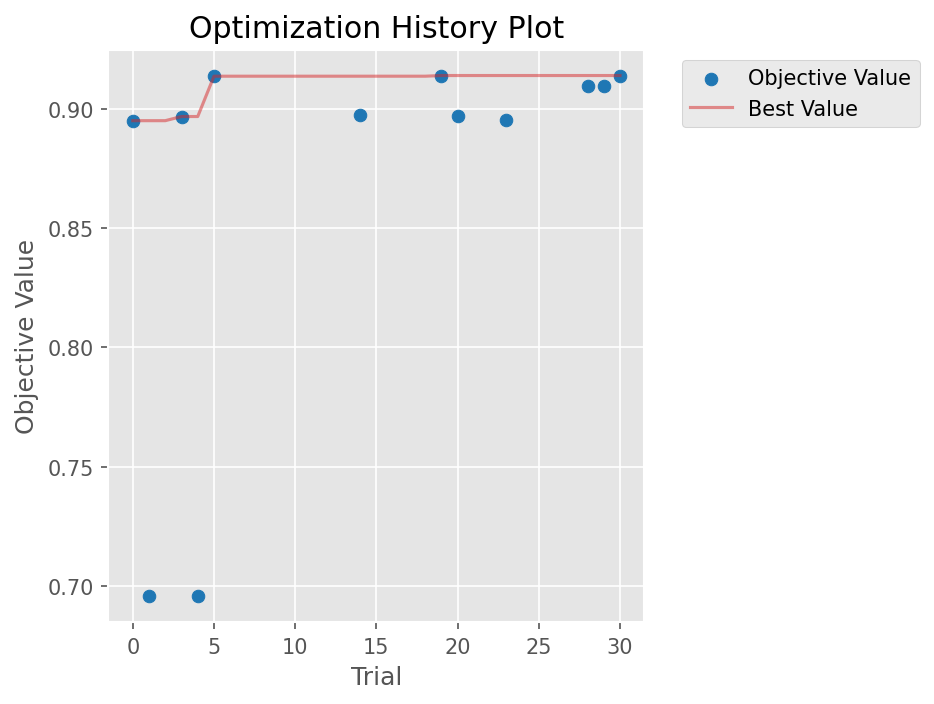 Optimization History Plot
Objective Value
Best Value
0.90
0.85
0.80
0.75
0.70
Objective Value
0 5 10 15 20 25 30
Trial